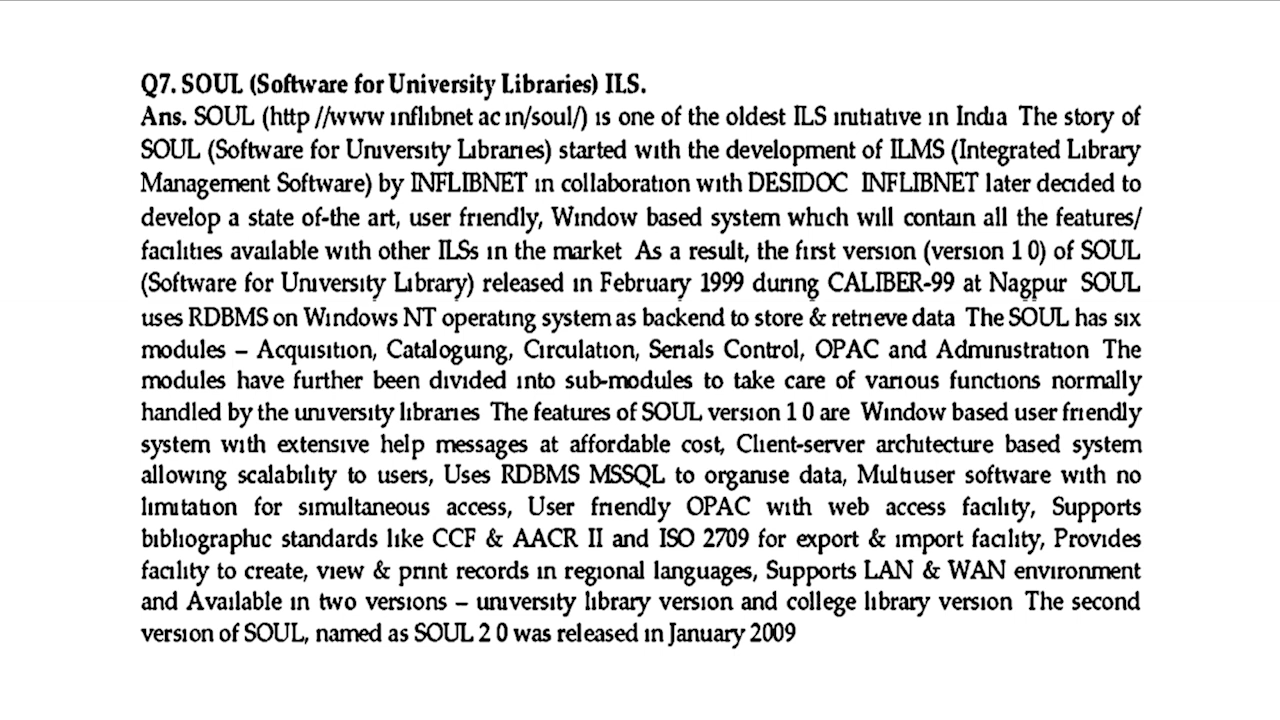 Q7. SOUL (Software for University Libraries) ILS.
Ans. SOUL (http //www inflibnet ac in/soul/) is one of the oldest ILS initiative in India The story of
SOUL (Software for University Libraries) started with the development of ILMS (Integrated Library
Management Software) by INFLIBNET in collaboration with DESIDOC INFLIBNET later decided to
develop a state of-the art, user friendly, Window based system which will contain all the features/
facilities available with other ILSs in the market As a result, the first version (version 1 0) of SOUL
(Software for University Library) released in February 1999 during CALIBER-99 at Nagpur SOUL
uses RDBMS on Windows NT operating system as backend to store & retrieve data The SOUL has six
modules – Acquisition, Cataloguing, Circulation, Serials Control, OPAC and Administration The
modules have further been divided into sub-modules to take care of various functions normally
handled by the university libraries The features of SOUL version 1 0 are Window based user friendly
system with extensive help messages at affordable cost, Client-server architecture based system
allowing scalability to users, Uses RDBMS MSSQL to organise data, Multiuser software with no
limitation for simultaneous access, User friendly OPAC with web access facility, Supports
bibliographic standards like CCF & AACR II and ISO 2709 for export & import facility, Provides
facility to create, view & print records in regional languages, Supports LAN & WAN environment
and Available in two versions – university library version and college library version The second
version of SOUL, named as SOUL 2 0 was released in January 2009